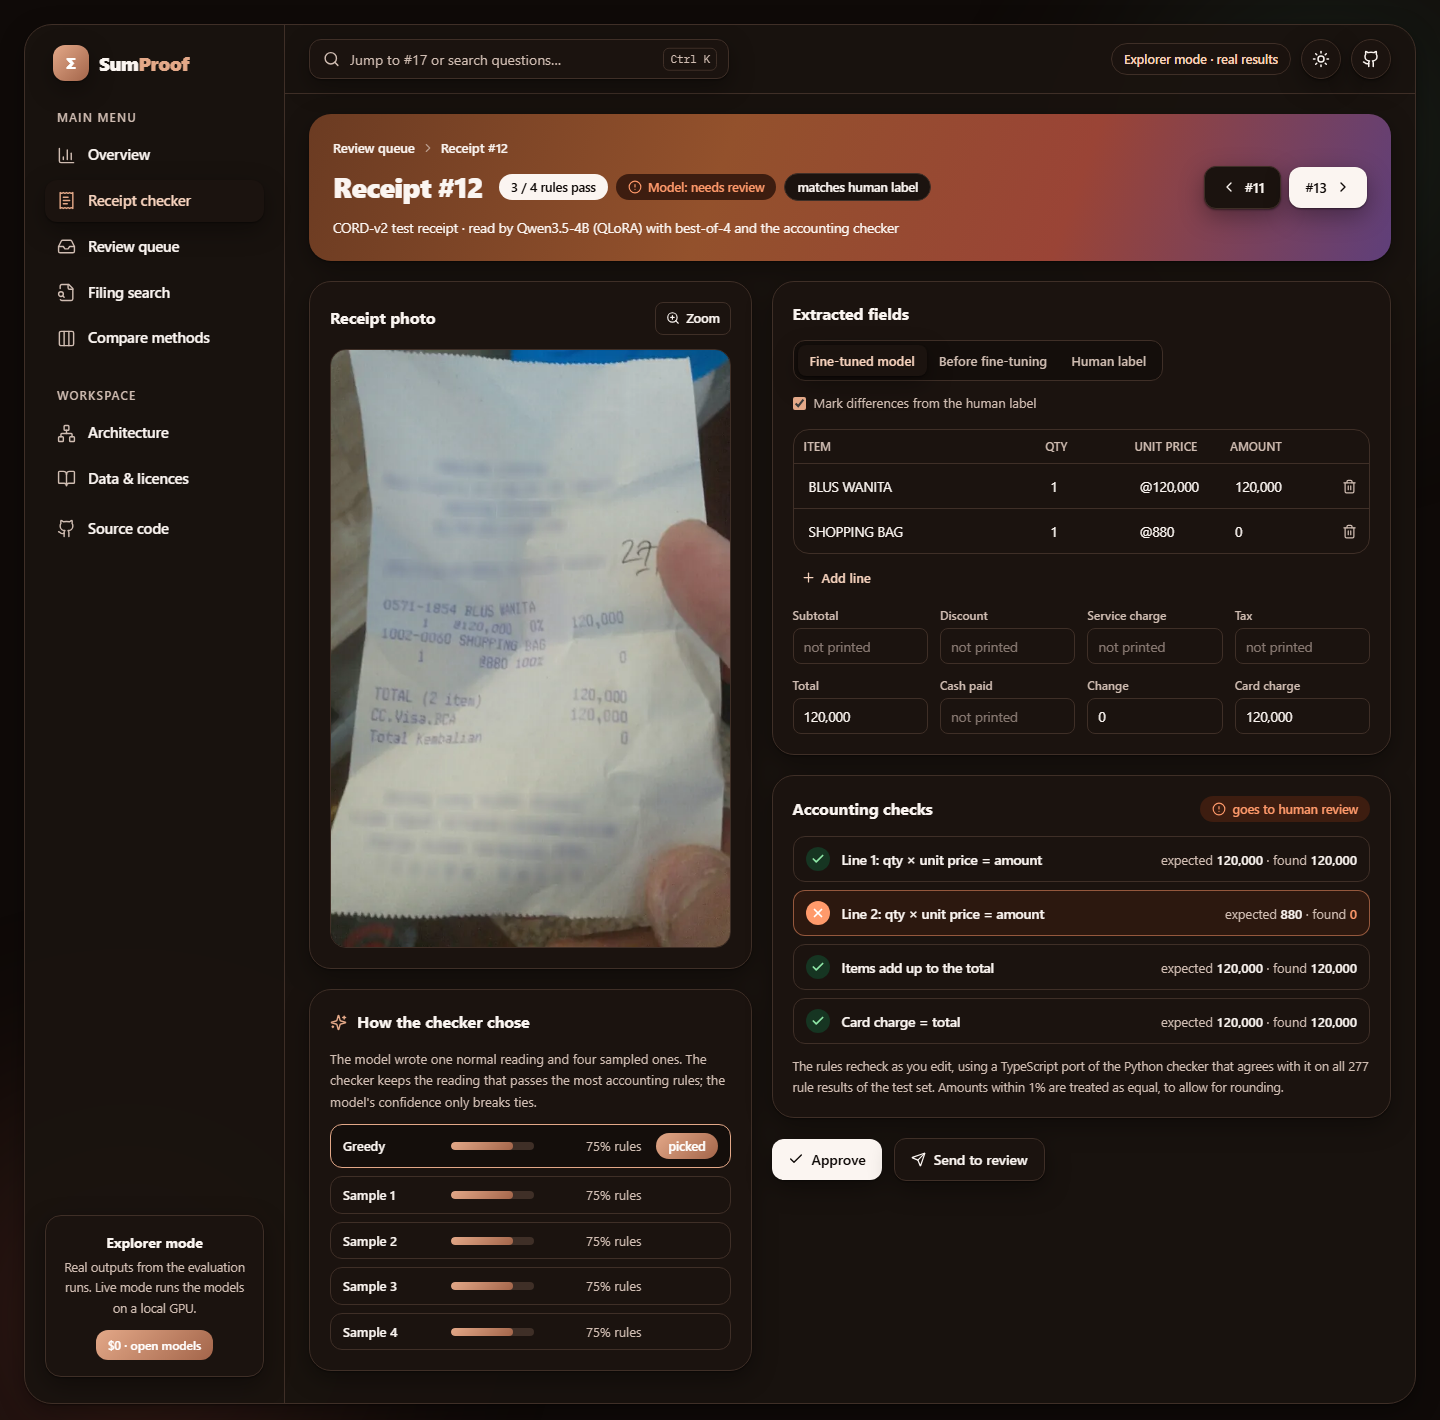 ΣSumProof
Jump to #17 or search questions...
Ctrl K
Explorer mode · real results
MAIN MENU
Overview
Receipt checker
Review queue
Filing search
Compare methods
WORKSPACE
Architecture
Data & licences
Source code
Explorer mode
Real outputs from the evaluation
runs. Live mode runs the models
on a local GPU.
$0 · open models
Review queue > Receipt #12
Receipt #12
3 / 4 rules pass
Model: needs review
matches human label
CORD-v2 test receipt · read by Qwen3.5-4B (QLoRA) with best-of-4 and the accounting checker
#11
#13
Receipt photo
Zoom
27
0571-1854 BLUS WANITA
1 @120,000 0% 120,000
1002-0060 SHOPPING BAG
1 @880 100% 0
TOTAL (2 item) 120,000
CC.Visa.BCA 120,000
Total Kembalian 0
How the checker chose
The model wrote one normal reading and four sampled ones. The
checker keeps the reading that passes the most accounting rules; the
model's confidence only breaks ties.
Greedy 75% rules picked
Sample 1 75% rules
Sample 2 75% rules
Sample 3 75% rules
Sample 4 75% rules
Extracted fields
Fine-tuned model Before fine-tuning Human label
Mark differences from the human label
ITEM QTY UNIT PRICE AMOUNT
BLUS WANITA 1 @120,000 120,000
SHOPPING BAG 1 @880 0
+ Add line
Subtotal Discount Service charge Tax
not printed not printed not printed not printed
Total Cash paid Change Card charge
120,000 not printed 0 120,000
Accounting checks
goes to human review
Line 1: qty × unit price = amount expected 120,000 · found 120,000
Line 2: qty × unit price = amount expected 880 · found 0
Items add up to the total expected 120,000 · found 120,000
Card charge = total expected 120,000 · found 120,000
The rules recheck as you edit, using a TypeScript port of the Python checker that agrees with it on all 277
rule results of the test set. Amounts within 1% are treated as equal, to allow for rounding.
Approve
Send to review